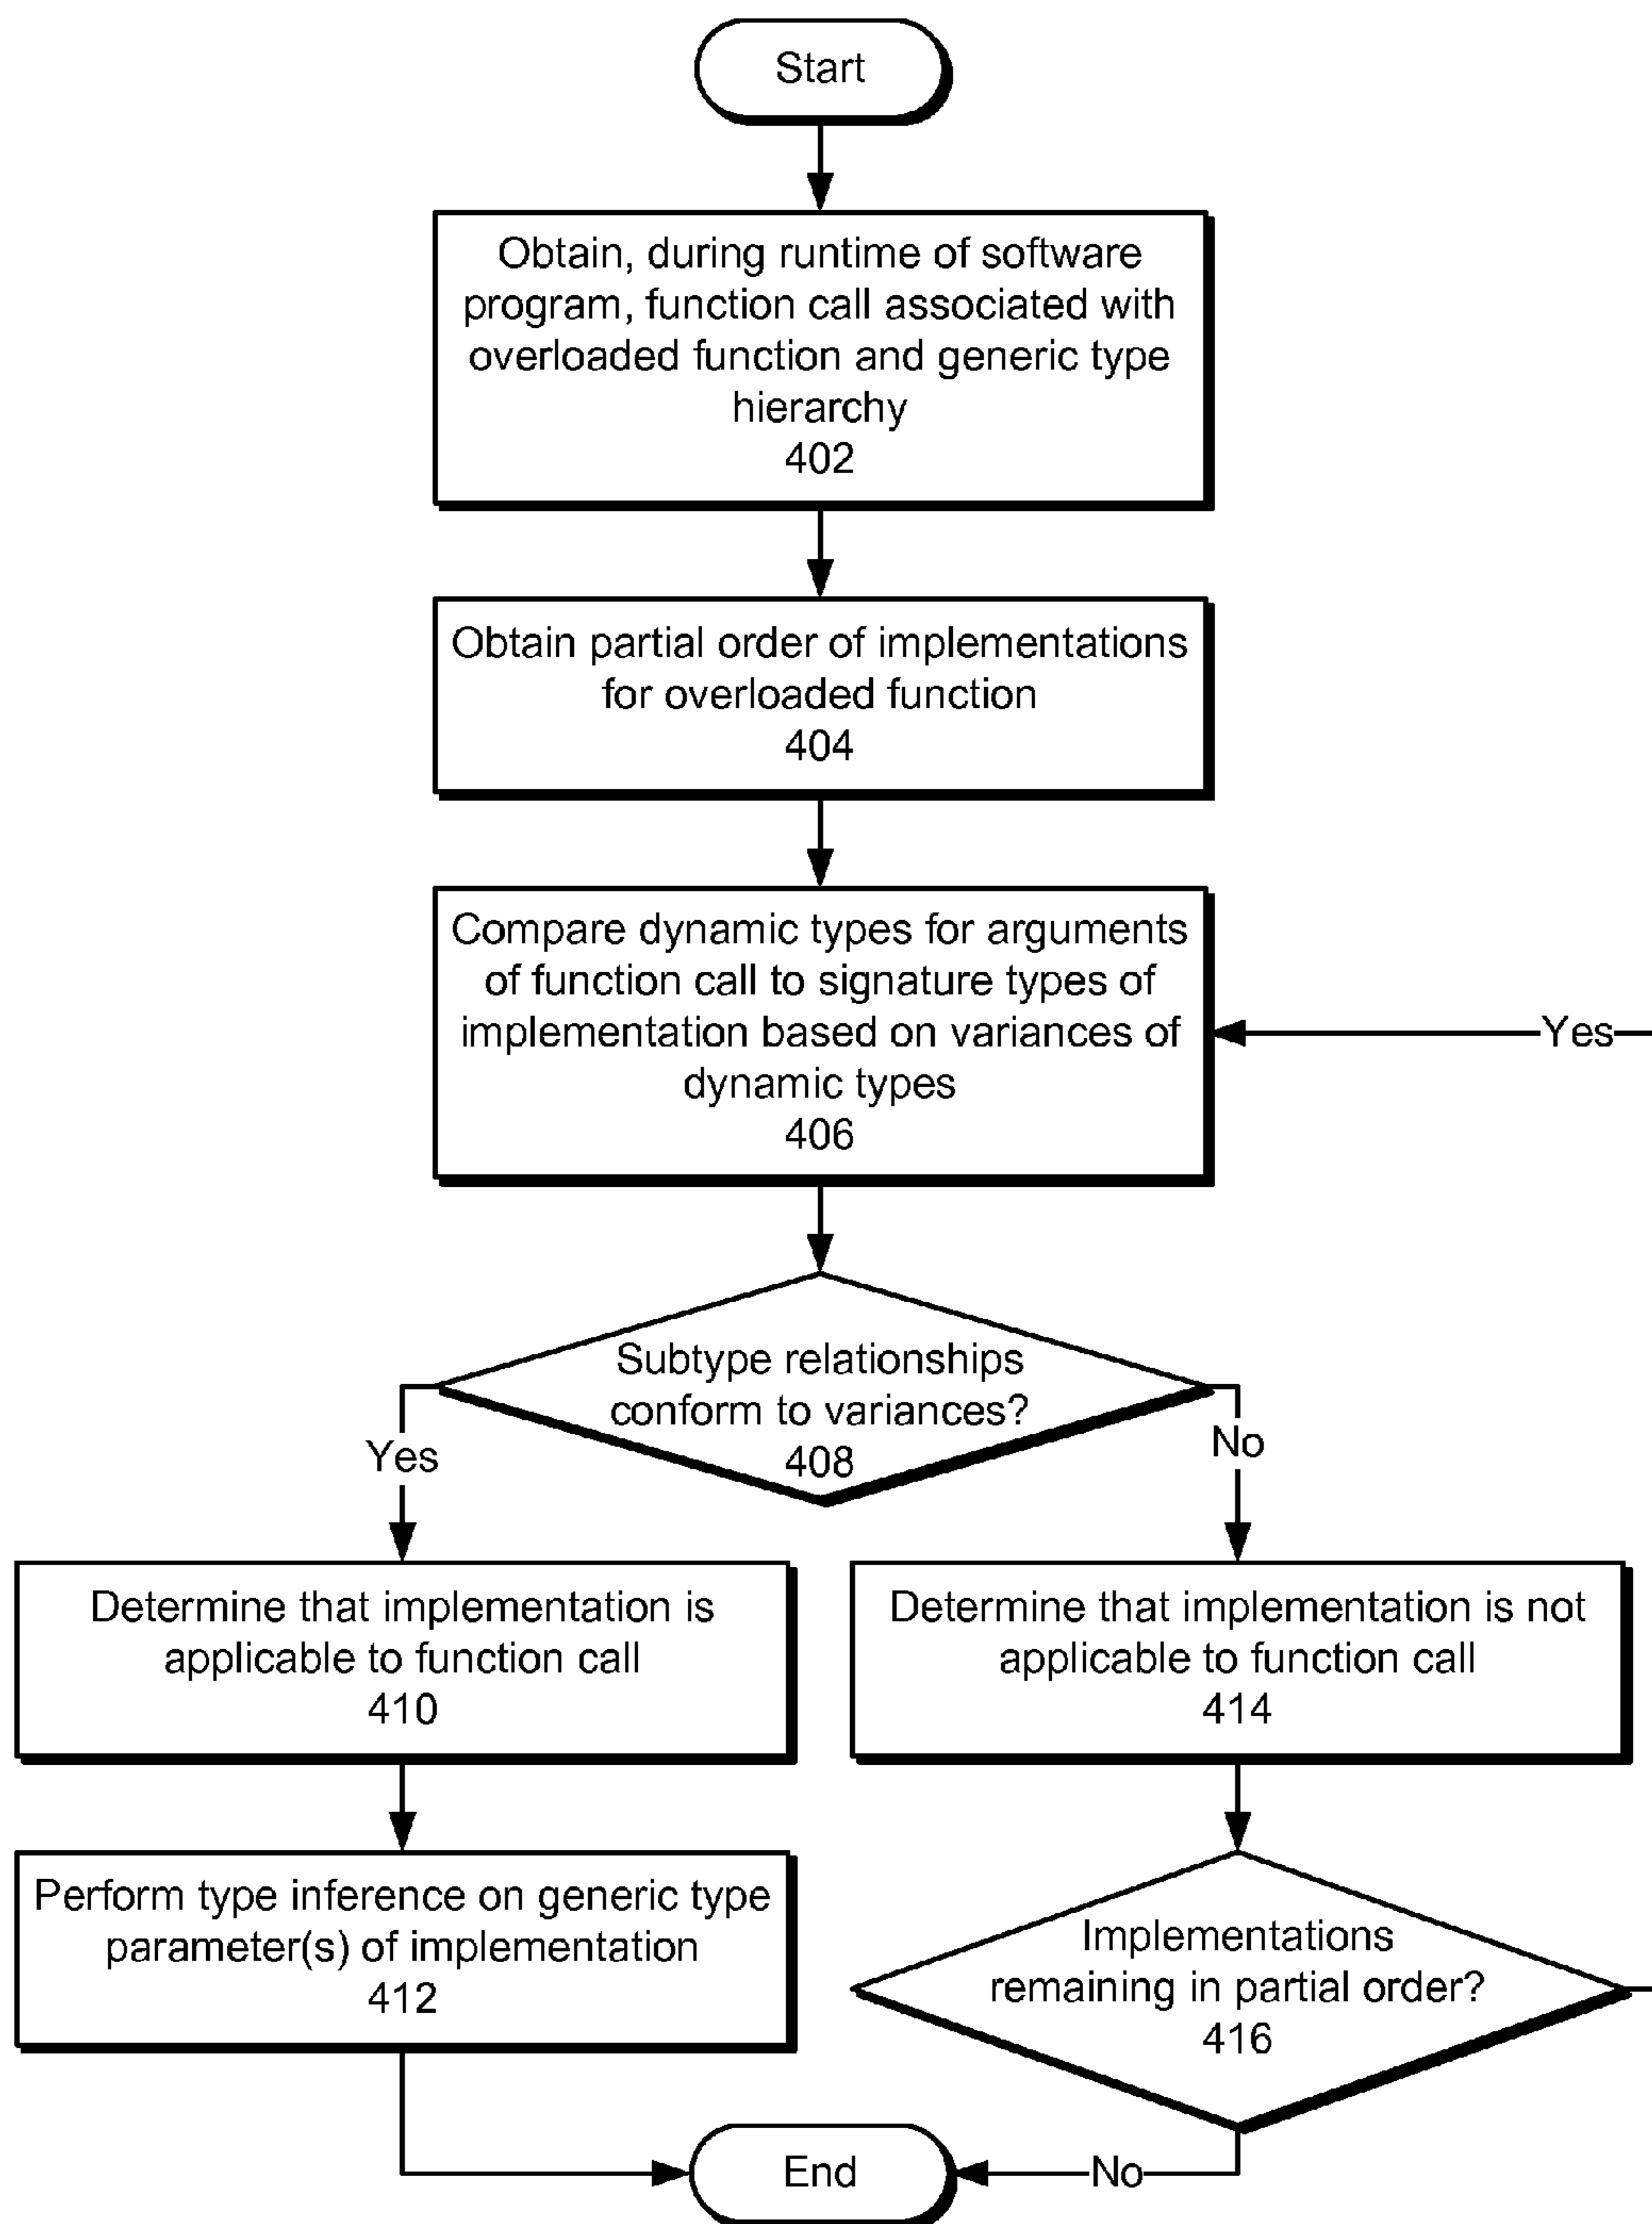 Start
Obtain, during runtime of software
program, function call associated with
overloaded function and generic type
hierarchy
402
Obtain partial order of implementations
for overloaded function
404
Compare dynamic types for arguments
of function call to signature types of
implementation based on variances of
dynamic types
406
Yes
Subtype relationships
conform to variances?
408
Yes
No
Determine that implementation is
applicable to function call
410
Determine that implementation is not
applicable to function call
414
Perform type inference on generic type
parameter(s) of implementation
412
Implementations
remaining in partial order?
416
End
No